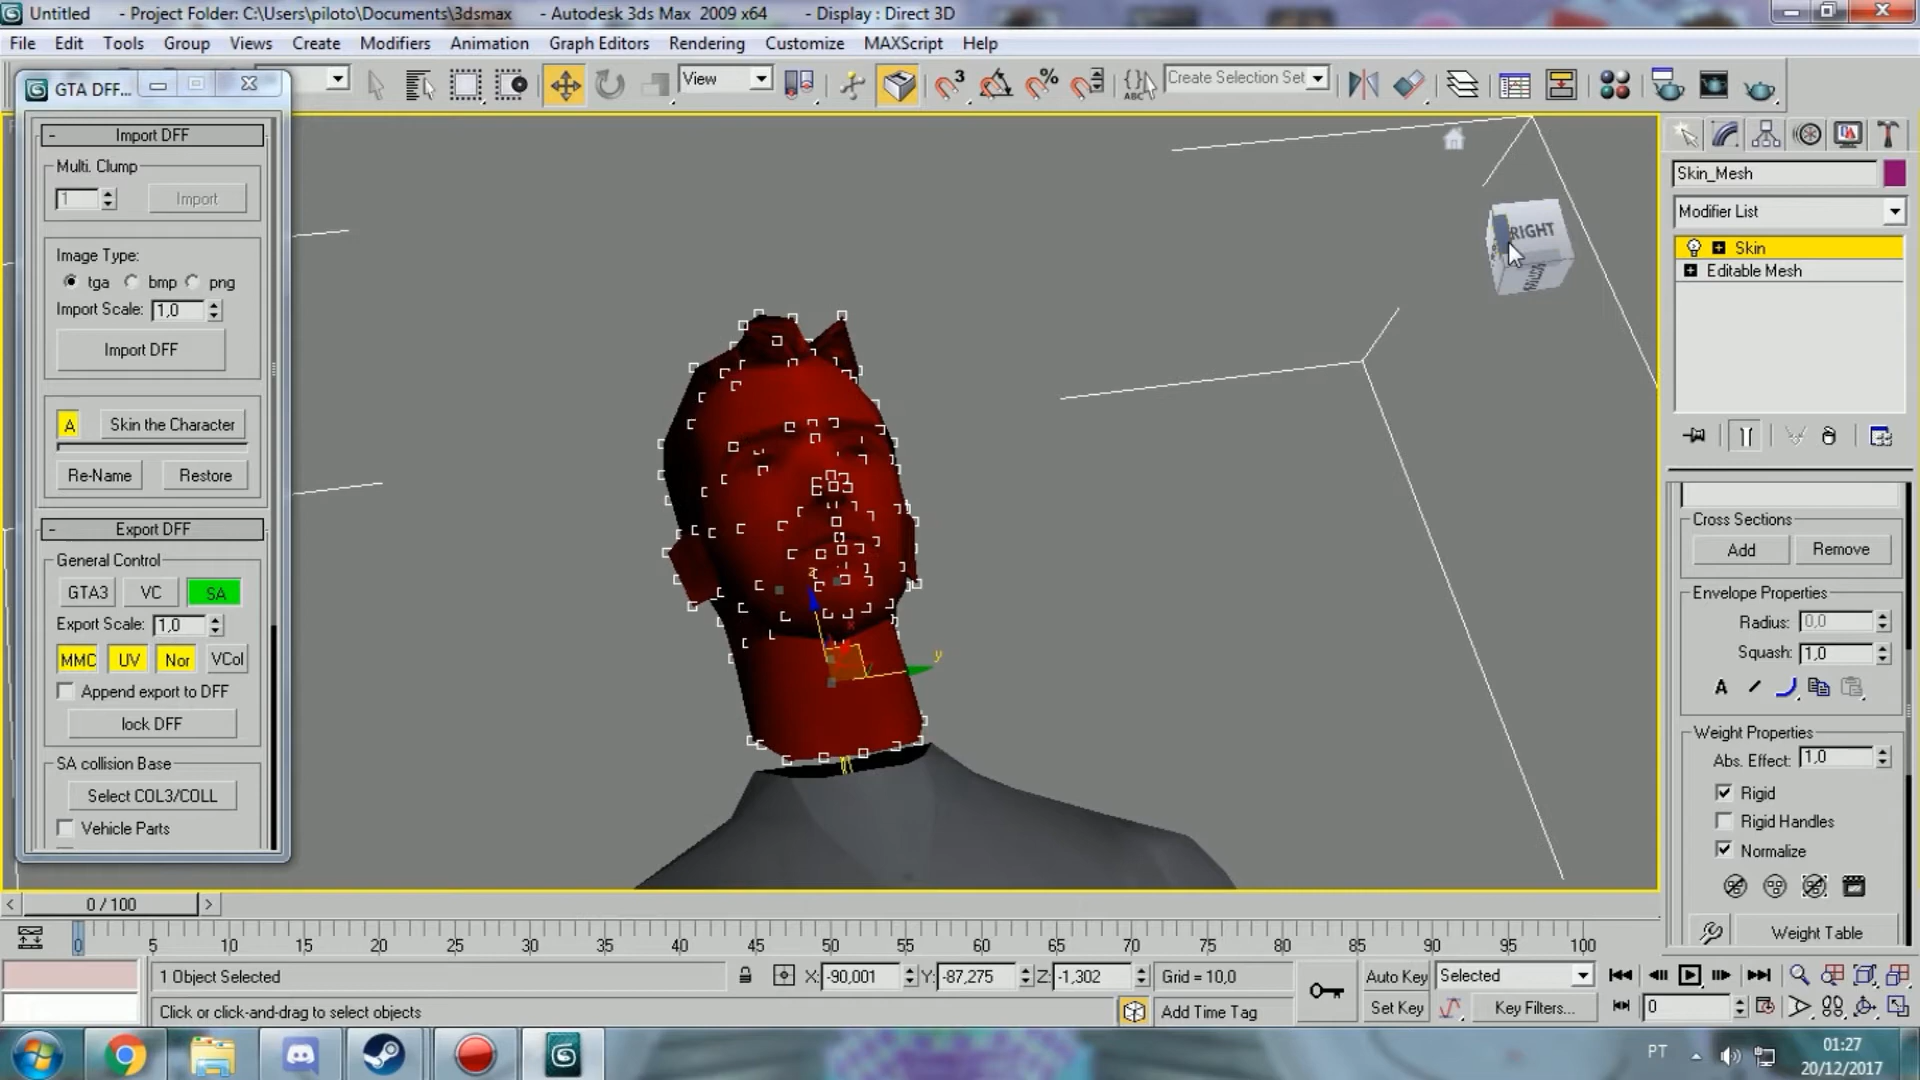 Untitled - Project Folder: C:\Users\piloto\Documents\3dsmax - Autodesk 3ds Max 2009 x64 - Display : Direct 3D
File Edit Tools Group Views Create Modifiers Animation Graph Editors Rendering Customize MAXScript Help
GTA DFF...
View
3
%
ABC
Create Selection Set
Import DFF
Multi. Clump
1 Import
Image Type:
tga bmp png
Import Scale: 1,0
Import DFF
A Skin the Character
Re-Name Restore
Export DFF
General Control
GTA3 VC SA
Export Scale: 1,0
MMC UV Nor VCol
Append export to DFF
lock DFF
SA collision Base
Select COL3/COLL
Vehicle Parts
RIGHT
z
x
y
Skin_Mesh
Modifier List
Skin
Editable Mesh
Cross Sections
Add Remove
Envelope Properties
Radius: 0,0
Squash: 1,0
A
Weight Properties
Abs. Effect: 1,0
Rigid
Rigid Handles
Normalize
Weight Table
0 / 100
0 5 10 15 20 25 30 35 40 45 50 55 60 65 70 75 80 85 90 95 100
1 Object Selected X: -90,001 Y: -87,275 Z: -1,302 Grid = 10,0 Auto Key Selected
Click or click-and-drag to select objects Add Time Tag Set Key Key Filters... 0
PT 01:27
20/12/2017